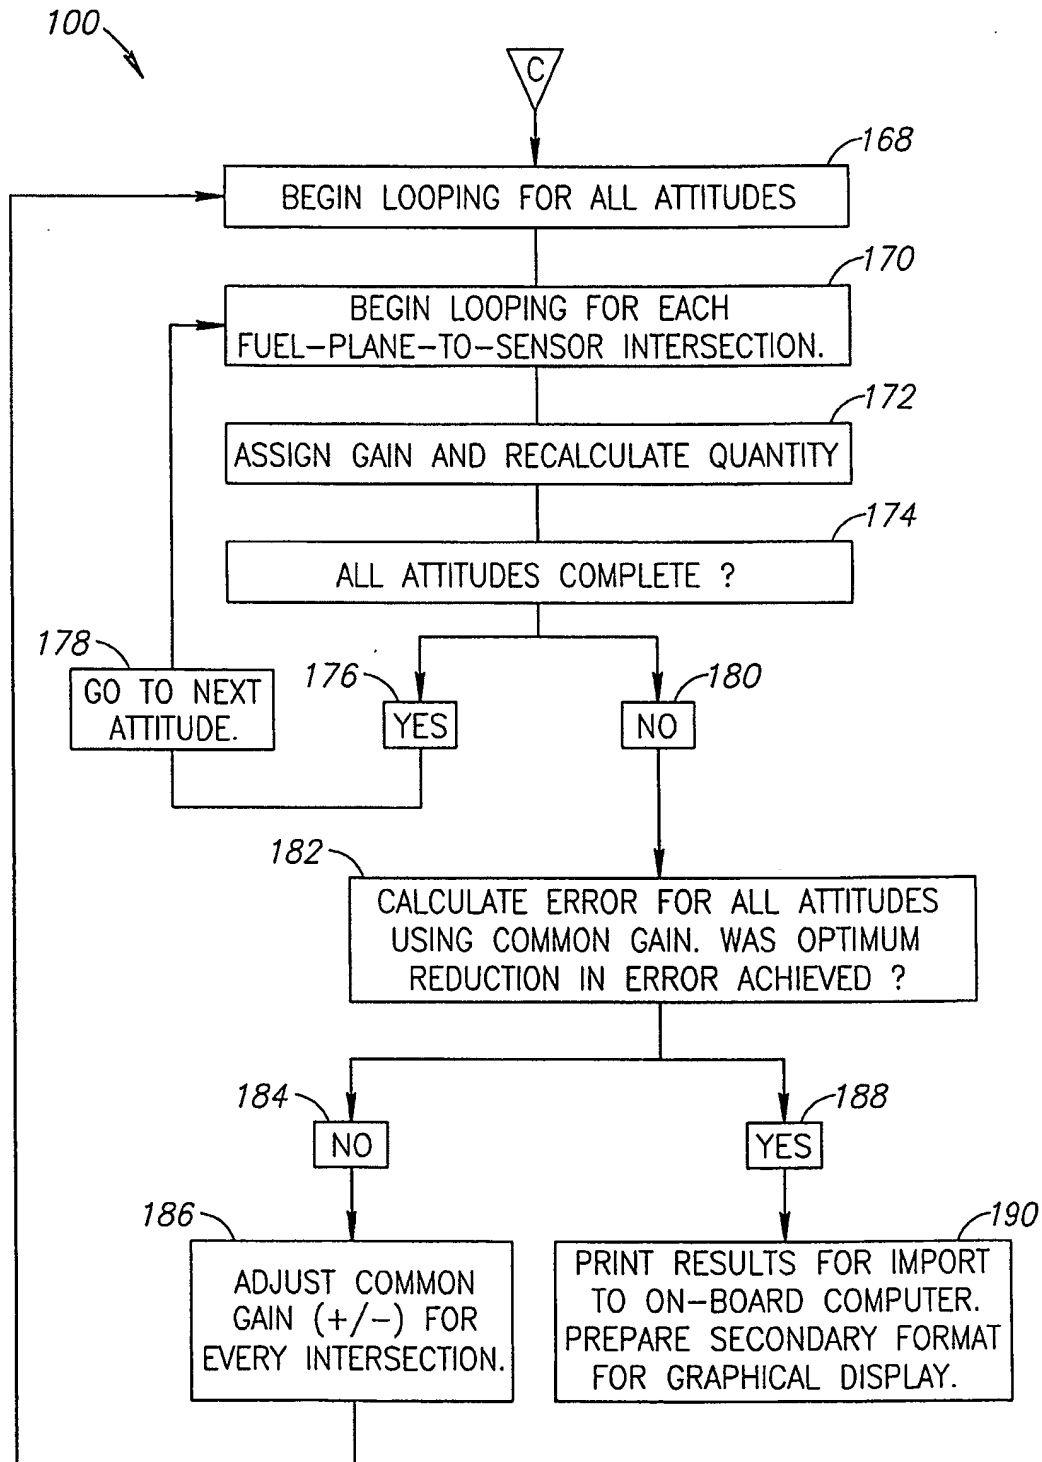 100
C
168
BEGIN LOOPING FOR ALL ATTITUDES
170
BEGIN LOOPING FOR EACH
FUEL-PLANE-TO-SENSOR INTERSECTION.
172
ASSIGN GAIN AND RECALCULATE QUANTITY
174
ALL ATTITUDES COMPLETE ?
178
GO TO NEXT
ATTITUDE.
176
YES
180
NO
182
CALCULATE ERROR FOR ALL ATTITUDES
USING COMMON GAIN. WAS OPTIMUM
REDUCTION IN ERROR ACHIEVED ?
184
NO
188
YES
186
ADJUST COMMON
GAIN (+/-) FOR
EVERY INTERSECTION.
190
PRINT RESULTS FOR IMPORT
TO ON-BOARD COMPUTER.
PREPARE SECONDARY FORMAT
FOR GRAPHICAL DISPLAY.